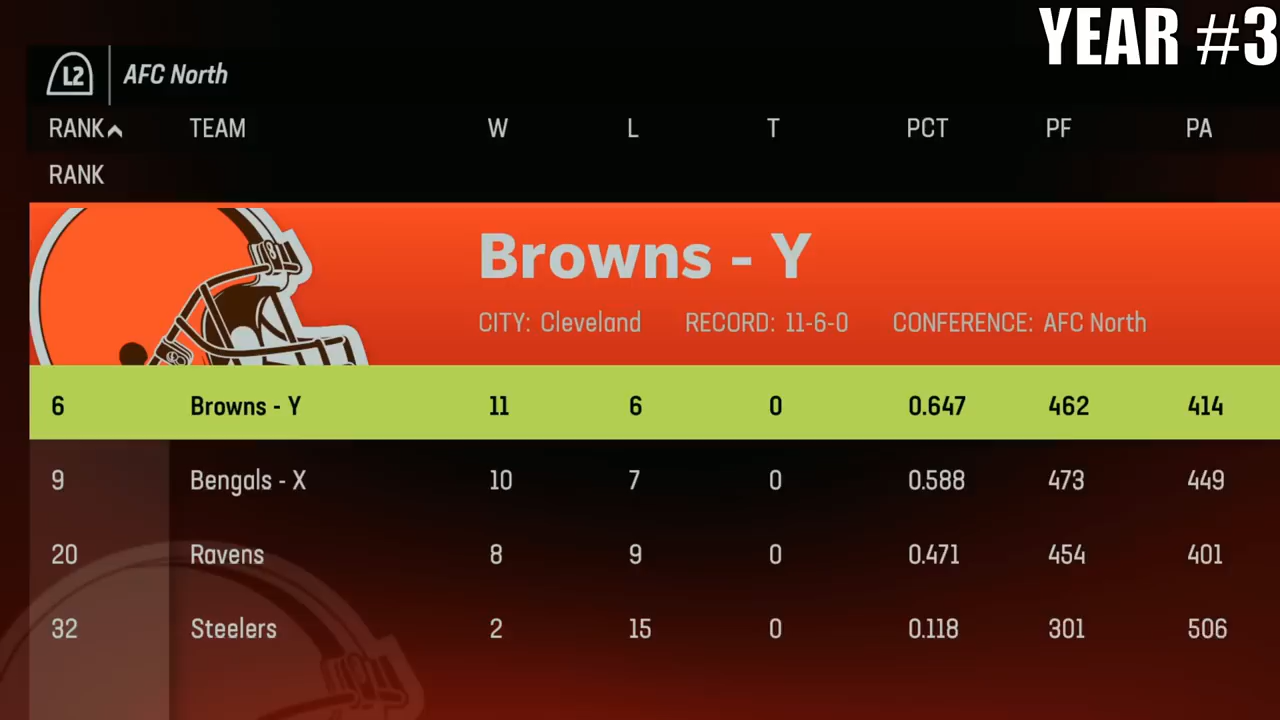 YEAR #3
L2 AFC North
RANK TEAM W L T PCT PF PA
RANK
Browns - Y
CITY: Cleveland RECORD: 11-6-0 CONFERENCE: AFC North
6 Browns - Y 11 6 0 0.647 462 414
9 Bengals - X 10 7 0 0.588 473 449
20 Ravens 8 9 0 0.471 454 401
32 Steelers 2 15 0 0.118 301 506